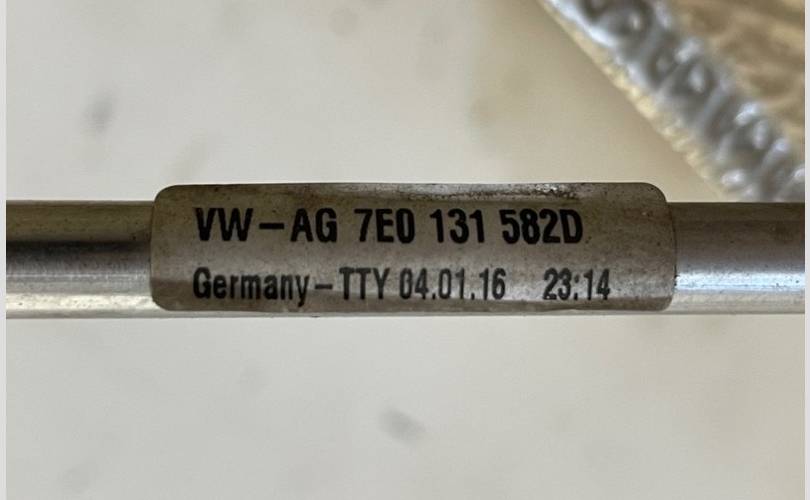 VW-AG 7E0 131 582D
Germany-TTY 04.01.16 23:14